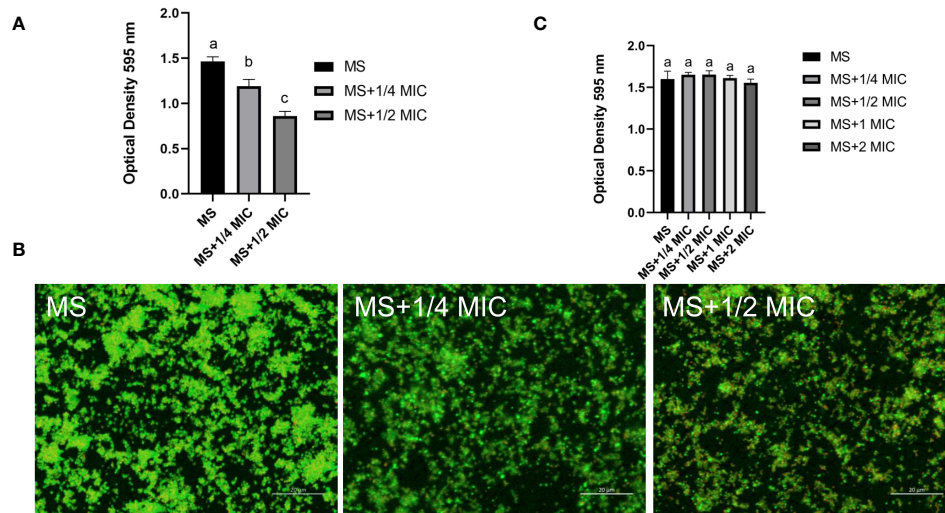 A
Optical Density 595 nm
2.0
1.5
1.0
0.5
0.0
a
b
c
MS
MS+1/4 MIC
MS+1/2 MIC
MS
MS+1/4 MIC
MS+1/2 MIC
C
Optical Density 595 nm
2.0
1.5
1.0
0.5
0.0
a a a a a
MS
MS+1/4 MIC
MS+1/2 MIC
MS+1 MIC
MS+2 MIC
MS
MS+1/4 MIC
MS+1/2 MIC
MS+1 MIC
MS+2 MIC
B
MS
MS+1/4 MIC
MS+1/2 MIC
20 µm
20 µm
20 µm